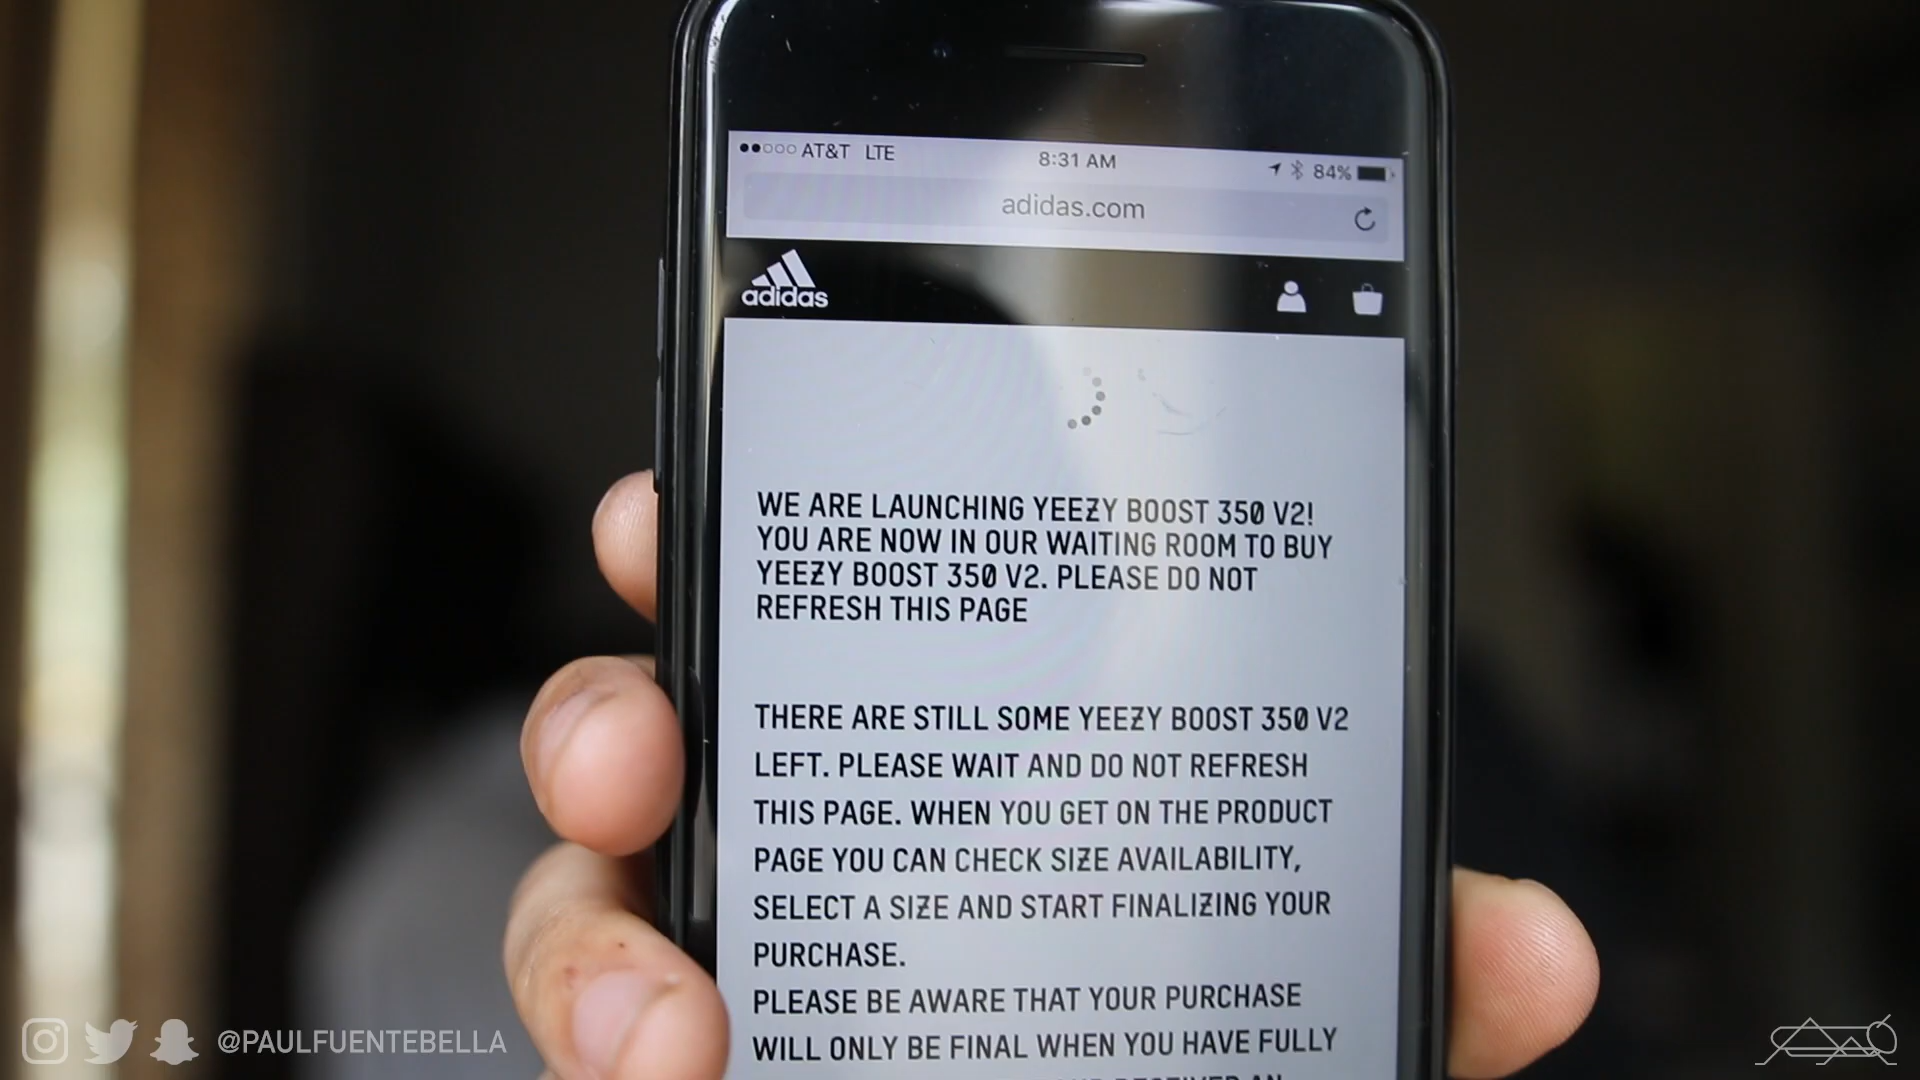 AT&T LTE 8:31 AM 84%
adidas.com
adidas
WE ARE LAUNCHING YEEZY BOOST 350 V2!
YOU ARE NOW IN OUR WAITING ROOM TO BUY
YEEZY BOOST 350 V2. PLEASE DO NOT
REFRESH THIS PAGE
THERE ARE STILL SOME YEEZY BOOST 350 V2
LEFT. PLEASE WAIT AND DO NOT REFRESH
THIS PAGE. WHEN YOU GET ON THE PRODUCT
PAGE YOU CAN CHECK SIZE AVAILABILITY,
SELECT A SIZE AND START FINALIZING YOUR
PURCHASE.
PLEASE BE AWARE THAT YOUR PURCHASE
WILL ONLY BE FINAL WHEN YOU HAVE FULLY
@PAULFUENTEBELLA